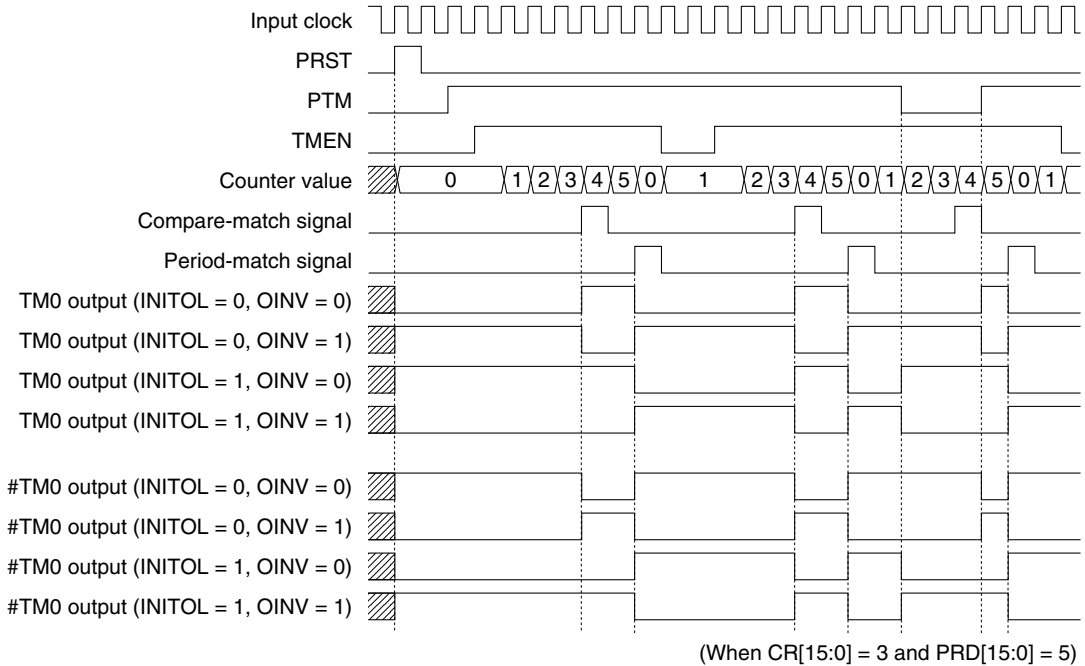 Input clock
PRST
PTM
TMEN
Counter value 0 1 2 3 4 5 0 1 2 3 4 5 0 1 2 3 4 5 0 1
Compare-match signal
Period-match signal
TM0 output (INITOL = 0, OINV = 0)
TM0 output (INITOL = 0, OINV = 1)
TM0 output (INITOL = 1, OINV = 0)
TM0 output (INITOL = 1, OINV = 1)
#TM0 output (INITOL = 0, OINV = 0)
#TM0 output (INITOL = 0, OINV = 1)
#TM0 output (INITOL = 1, OINV = 0)
#TM0 output (INITOL = 1, OINV = 1)
(When CR[15:0] = 3 and PRD[15:0] = 5)